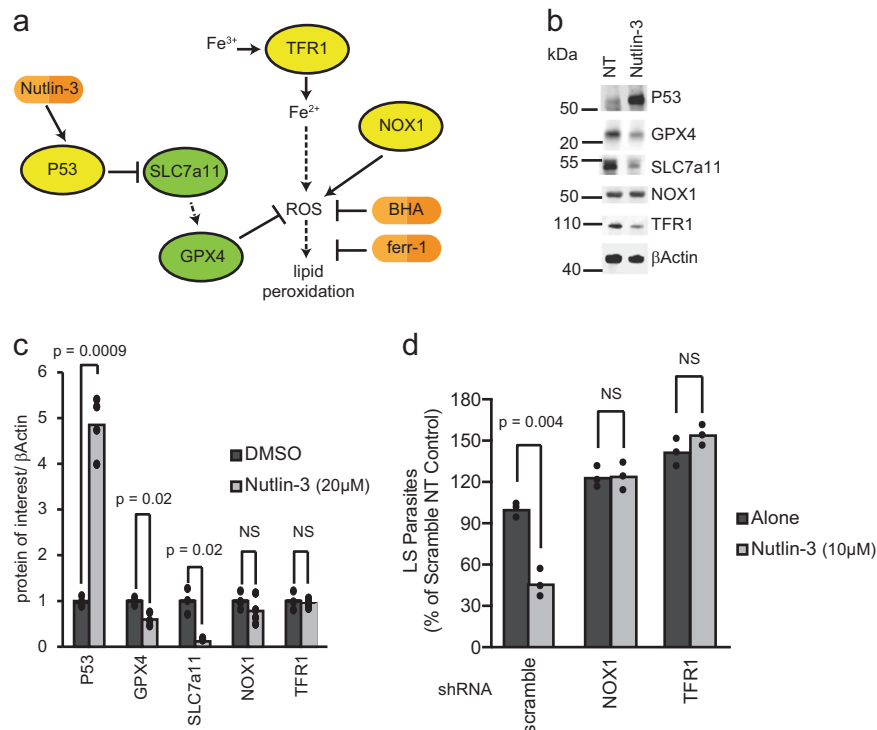 a
Fe³⁺
TFR1
Nutlin-3
Fe²⁺
NOX1
P53
SLC7a11
ROS
BHA
GPX4
ferr-1
lipid
peroxidation
b
kDa
NT
Nutlin-3
P53
50
GPX4
20
55
SLC7a11
NOX1
50
110
TFR1
βActin
40
c
p = 0.0009
protein of interest/ βActin
6
5
4
3
2
1
0
DMSO
Nutlin-3 (20µM)
p = 0.02
p = 0.02
NS
NS
P53
GPX4
SLC7a11
NOX1
TFR1
d
LS Parasites
(% of Scramble NT Control)
180
150
120
90
60
30
0
p = 0.004
NS
NS
Alone
Nutlin-3 (10µM)
shRNA
scramble
NOX1
TFR1